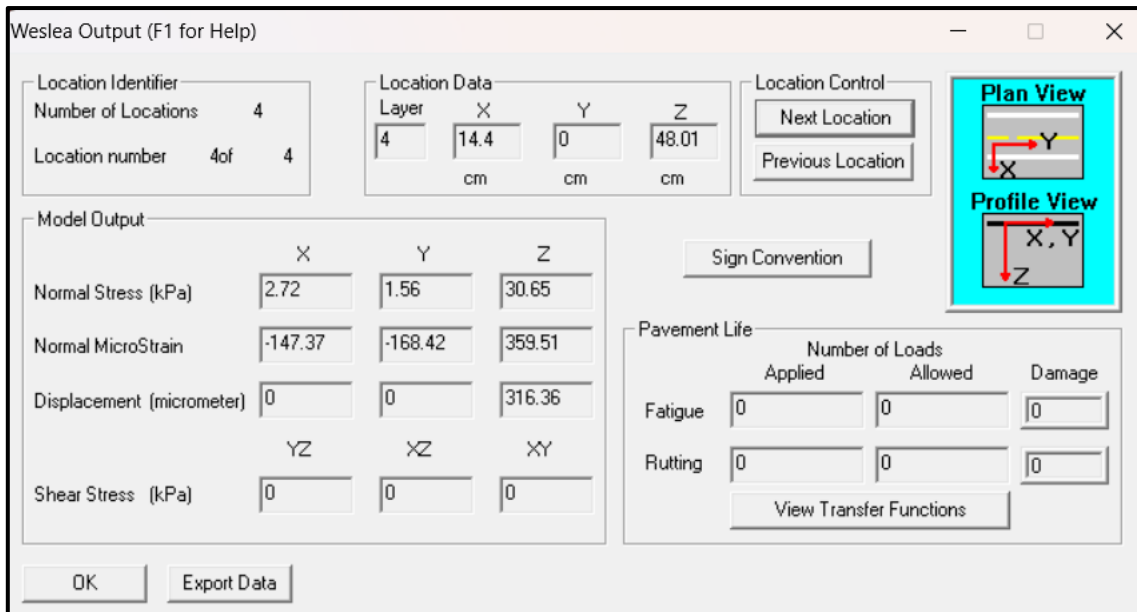 Weslea Output (F1 for Help)
Location Identifier
Number of Locations 4
Location number 4of 4
Location Data
Layer X Y Z
4 14.4 0 48.01
cm cm cm
Location Control
Next Location
Previous Location
Plan View
Y
X
Profile View
X, Y
Z
Model Output
X Y Z
Normal Stress (kPa) 2.72 1.56 30.65
Normal MicroStrain -147.37 -168.42 359.51
Displacement (micrometer) 0 0 316.36
YZ XZ XY
Shear Stress (kPa) 0 0 0
Sign Convention
Pavement Life
Number of Loads
Applied Allowed Damage
Fatigue 0 0 0
Rutting 0 0 0
View Transfer Functions
OK Export Data